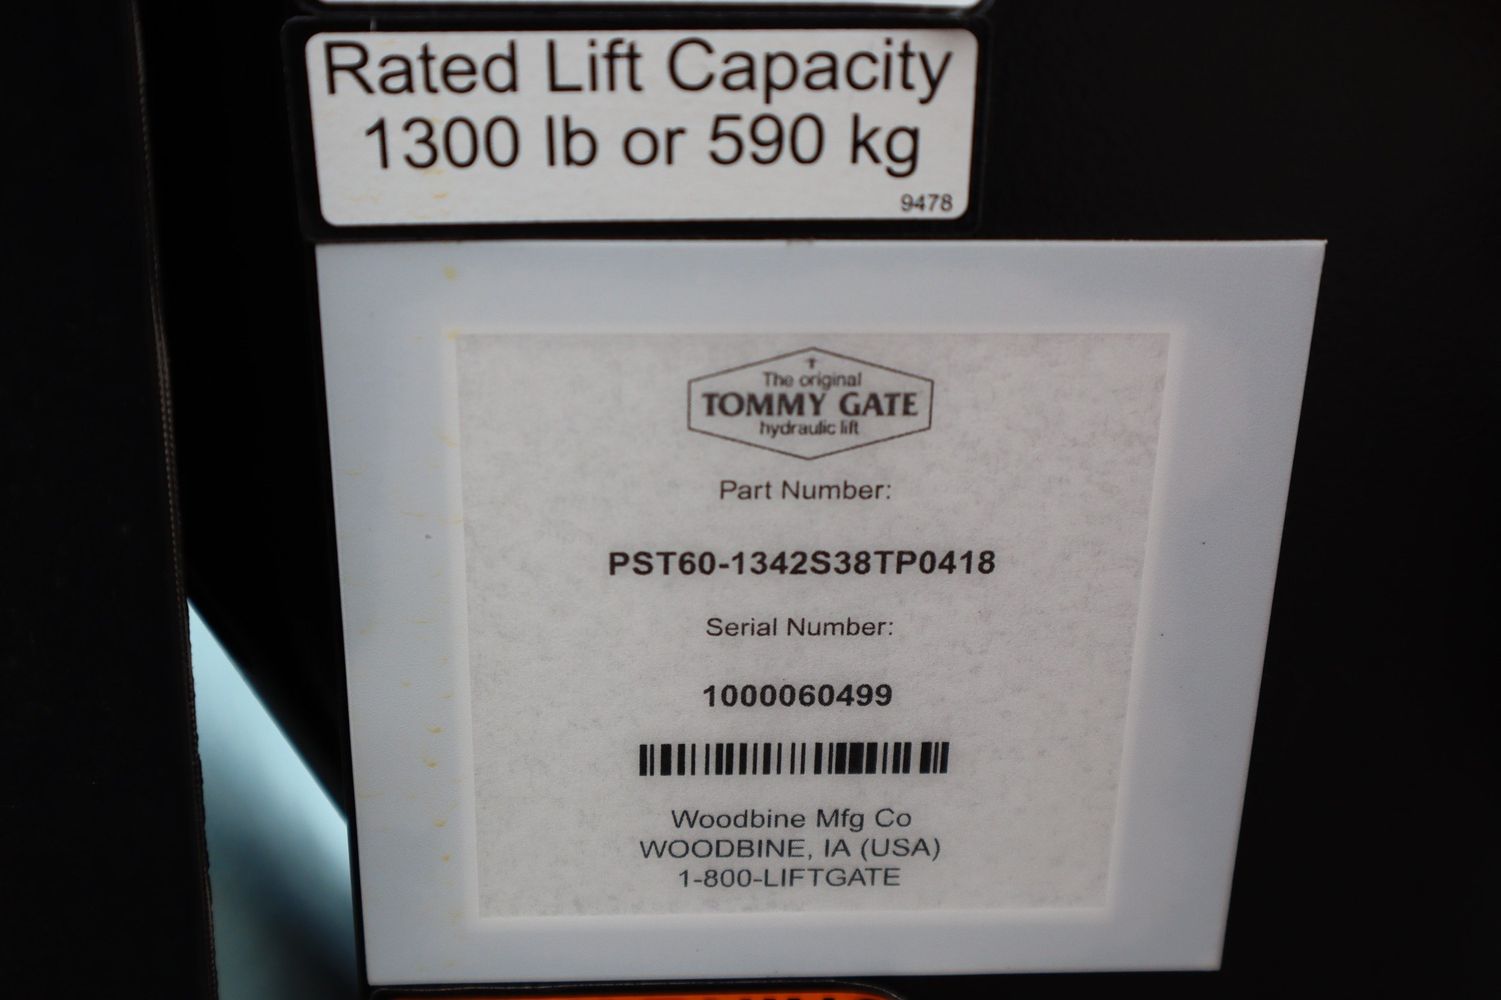 Rated Lift Capacity
1300 lb or 590 kg
9478
The original
TOMMY GATE
hydraulic lift
Part Number:
PST60-1342S38TP0418
Serial Number:
1000060499
Woodbine Mfg Co
WOODBINE, IA (USA)
1-800-LIFTGATE